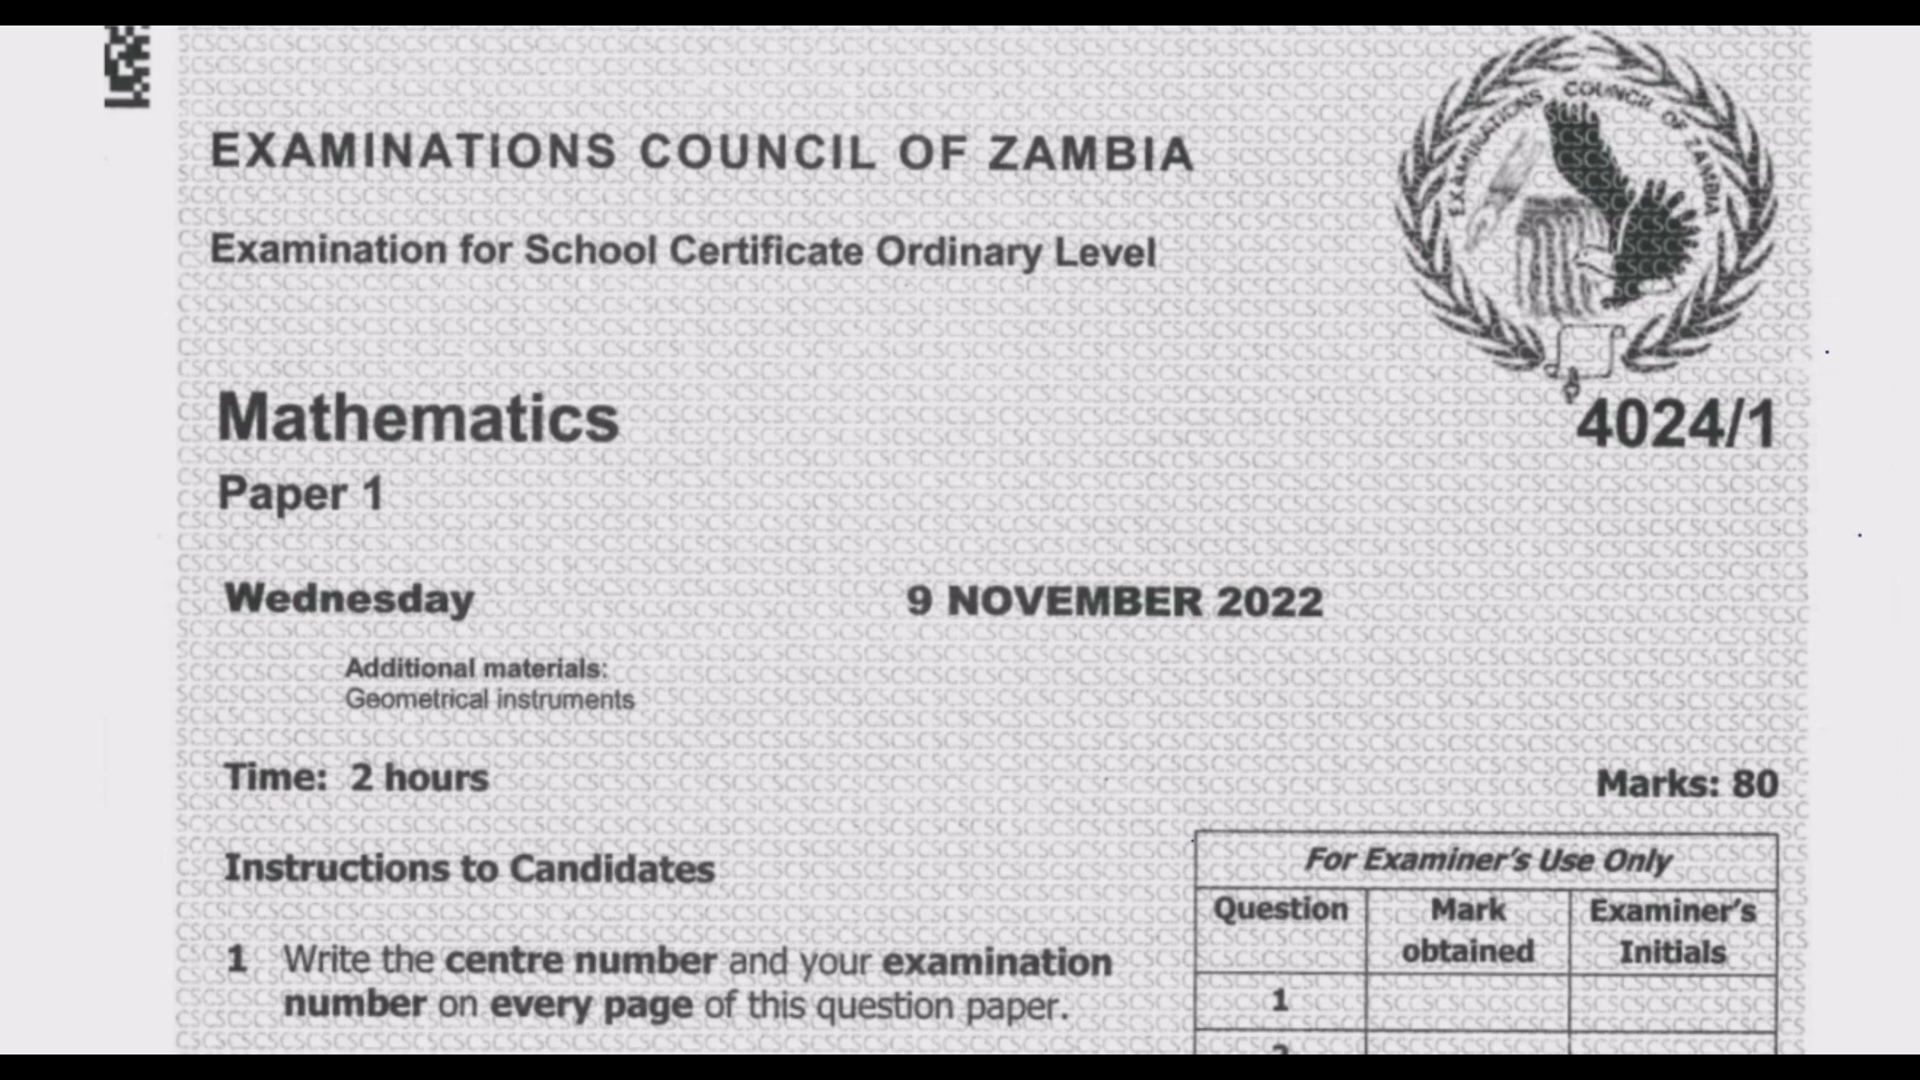 EXAMINATIONS COUNCIL OF ZAMBIA
EXAMINATIONS COUNCIL OF ZAMBIA
Examination for School Certificate Ordinary Level
Mathematics
4024/1
Paper 1
Wednesday
9 NOVEMBER 2022
Additional materials:
Geometrical instruments
Time: 2 hours
Marks: 80
Instructions to Candidates
For Examiner's Use Only
Question
Mark obtained
Examiner's Initials
1 Write the centre number and your examination
number on every page of this question paper.
1